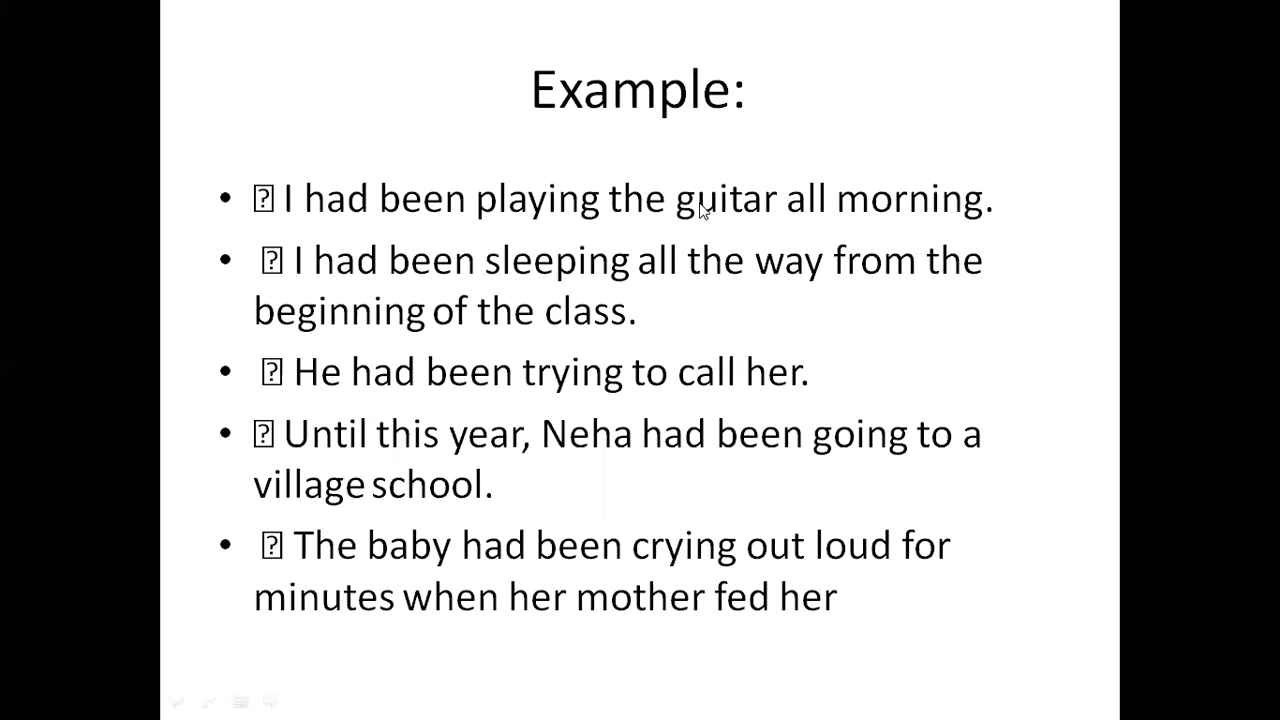 Example:
• I had been playing the guitar all morning.
• I had been sleeping all the way from the
beginning of the class.
• He had been trying to call her.
• Until this year, Neha had been going to a
village school.
• The baby had been crying out loud for
minutes when her mother fed her